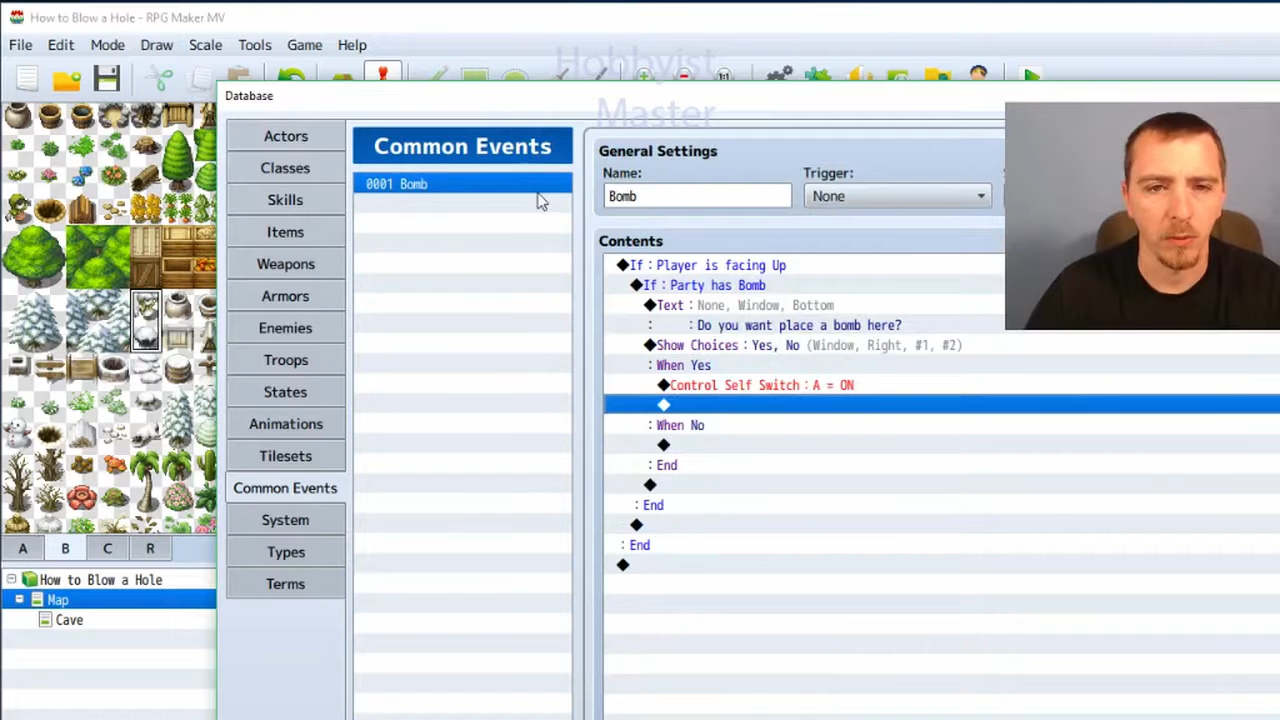 How to Blow a Hole - RPG Maker MV
File Edit Mode Draw Scale Tools Game Help
Hobbyist
Master
Database
Actors
Classes
Skills
Items
Weapons
Armors
Enemies
Troops
States
Animations
Tilesets
Common Events
System
Types
Terms
Common Events
0001 Bomb
General Settings
Name:
Trigger:
Bomb
None
Contents
◆If : Player is facing Up
◆If : Party has Bomb
◆Text : None, Window, Bottom
: : Do you want place a bomb here?
◆Show Choices : Yes, No (Window, Right, #1, #2)
: When Yes
◆Control Self Switch : A = ON
◆
: When No
◆
: End
◆
: End
◆
: End
◆
A B C R
How to Blow a Hole
Map
Cave